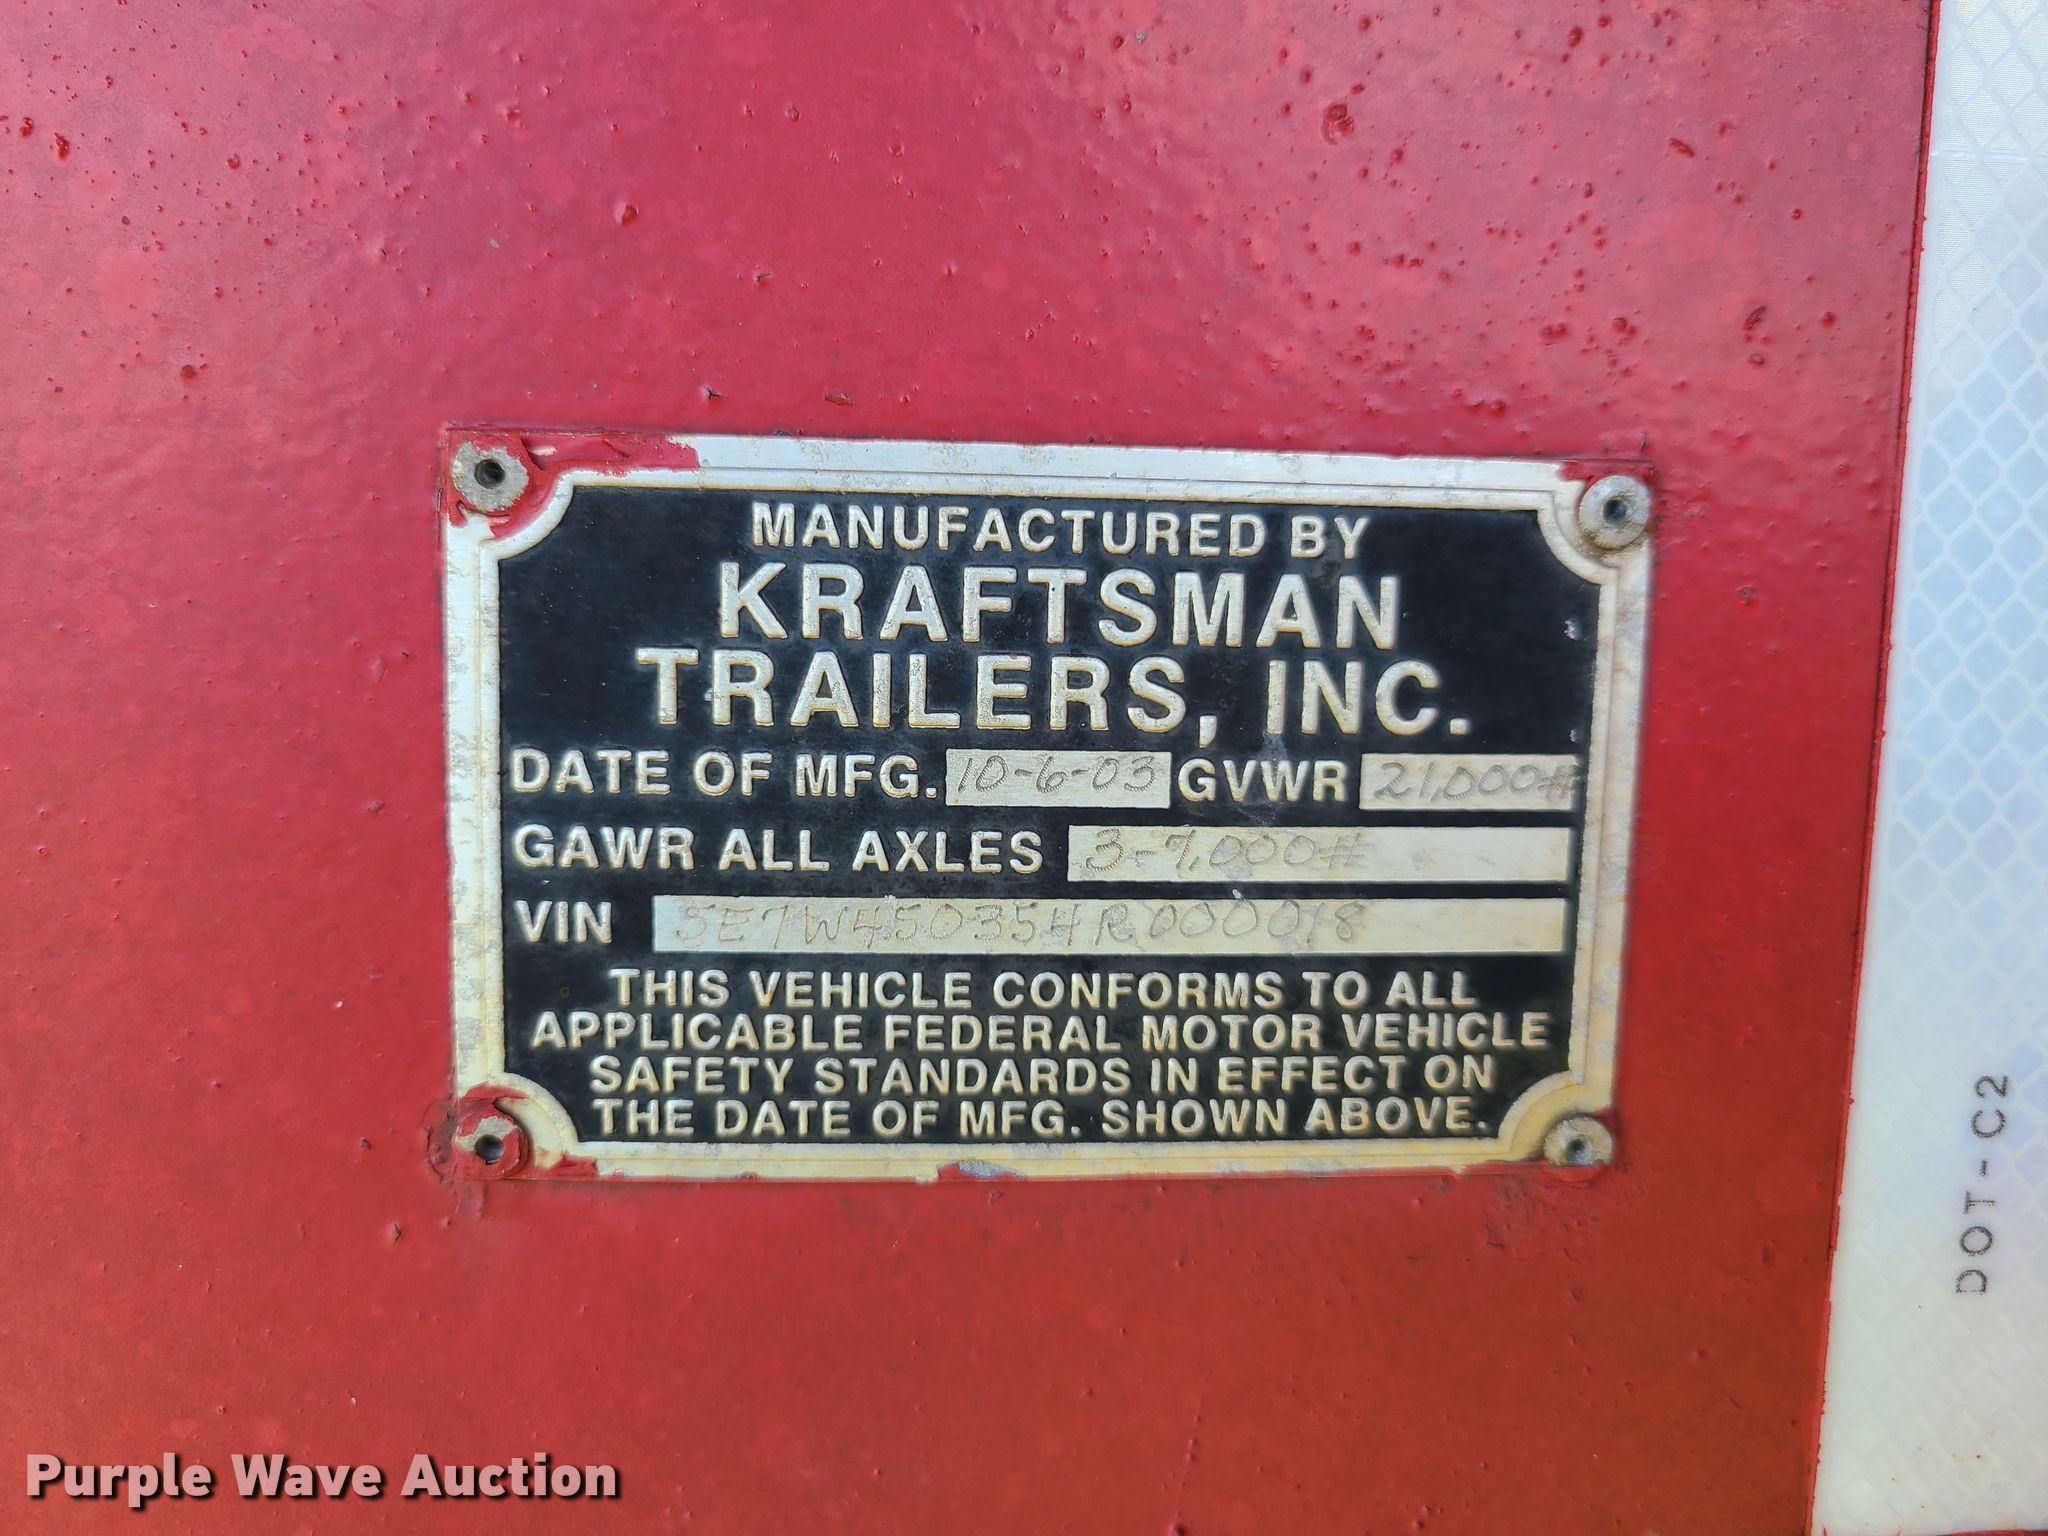 MANUFACTURED BY
KRAFTSMAN
TRAILERS, INC.
DATE OF MFG. 10-6-03 GVWR 21,000#
GAWR ALL AXLES 3-7,000#
VIN 5E7W450354R000018
THIS VEHICLE CONFORMS TO ALL
APPLICABLE FEDERAL MOTOR VEHICLE
SAFETY STANDARDS IN EFFECT ON
THE DATE OF MFG. SHOWN ABOVE.
DOT-C2
Purple Wave Auction